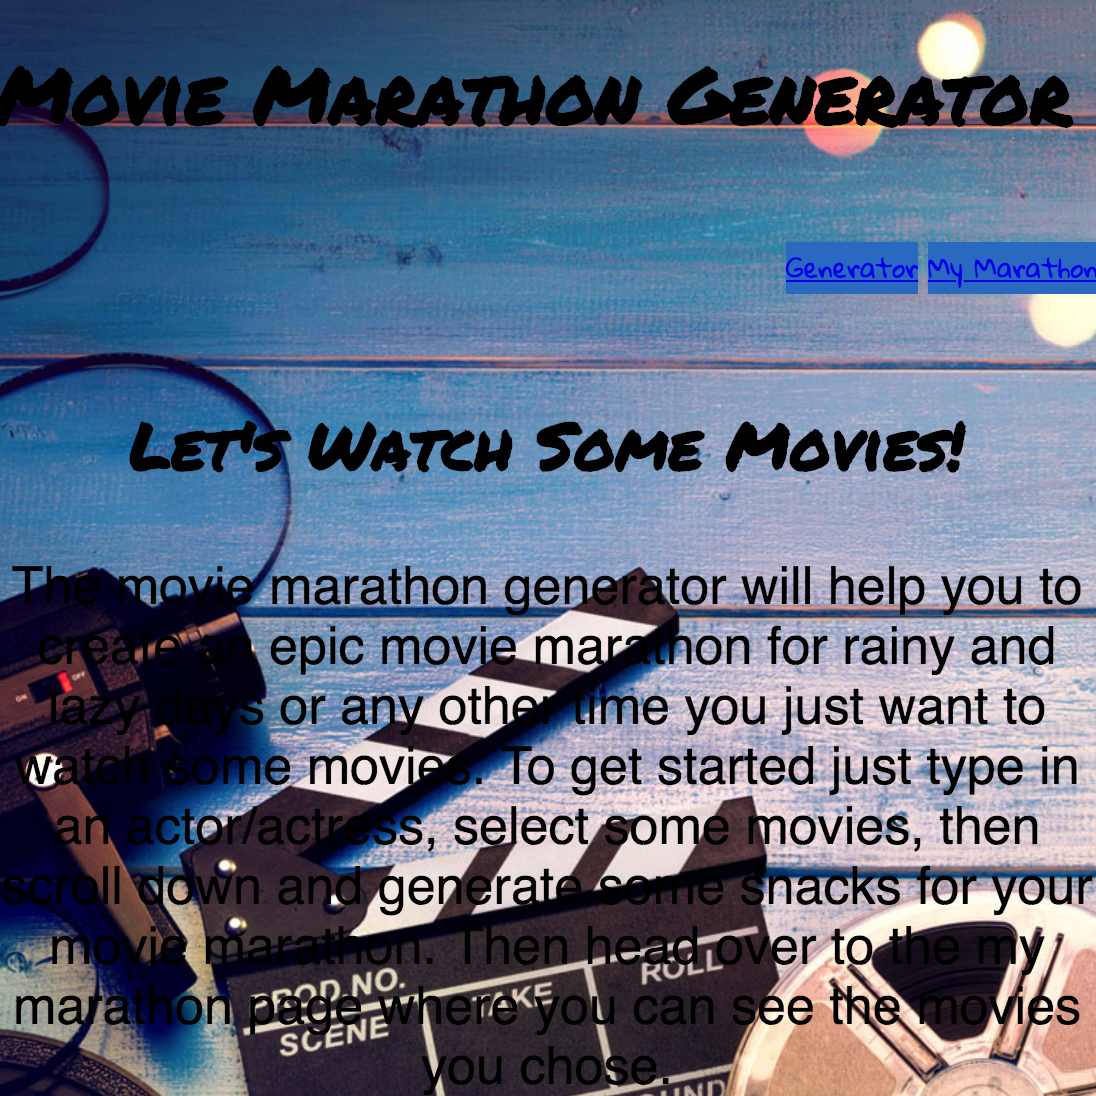 Movie Marathon Generator
Generator My Marathon
Let's Watch Some Movies!
The movie marathon generator will help you to
create an epic movie marathon for rainy and
lazy days or any other time you just want to
watch some movies. To get started just type in
an actor/actress, select some movies, then
scroll down and generate some snacks for your
movie marathon. Then head over to the my
marathon page where you can see the movies
you chose.
ON OFF
PROD.NO.
SCENE
TAKE
ROLL